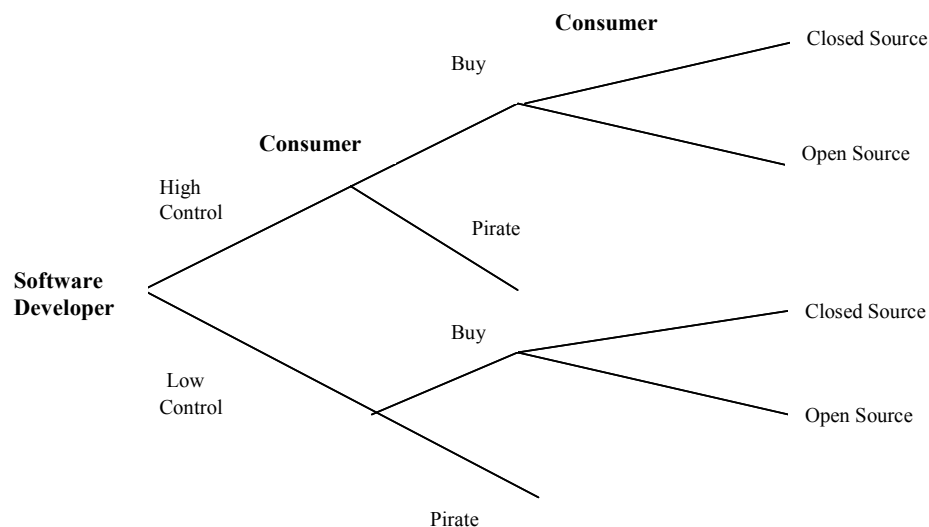 Consumer
Closed Source
Buy
Open Source
Consumer
High
Control
Pirate
Software
Developer
Closed Source
Buy
Low
Control
Open Source
Pirate